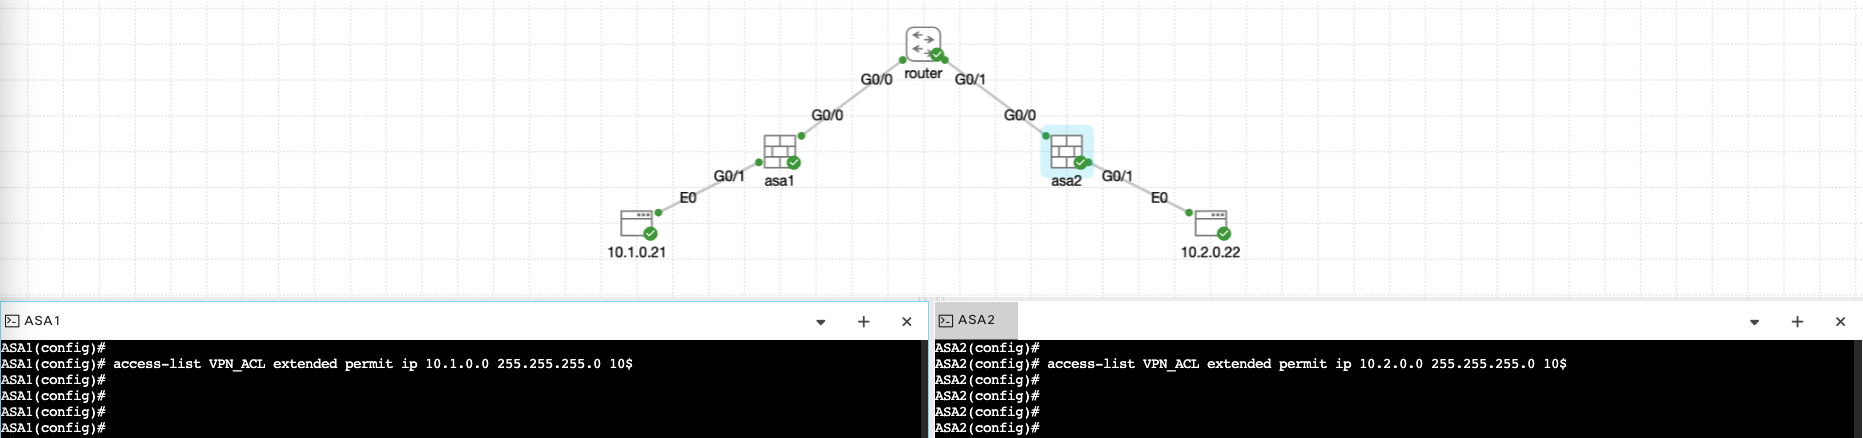 router
G0/0
G0/1
G0/0
G0/0
asa1
asa2
G0/1
G0/1
E0
E0
10.1.0.21
10.2.0.22
ASA1
ASA1(config)#
ASA1(config)# access-list VPN_ACL extended permit ip 10.1.0.0 255.255.255.0 10$
ASA1(config)#
ASA1(config)#
ASA1(config)#
ASA1(config)#
ASA2
ASA2(config)#
ASA2(config)# access-list VPN_ACL extended permit ip 10.2.0.0 255.255.255.0 10$
ASA2(config)#
ASA2(config)#
ASA2(config)#
ASA2(config)#